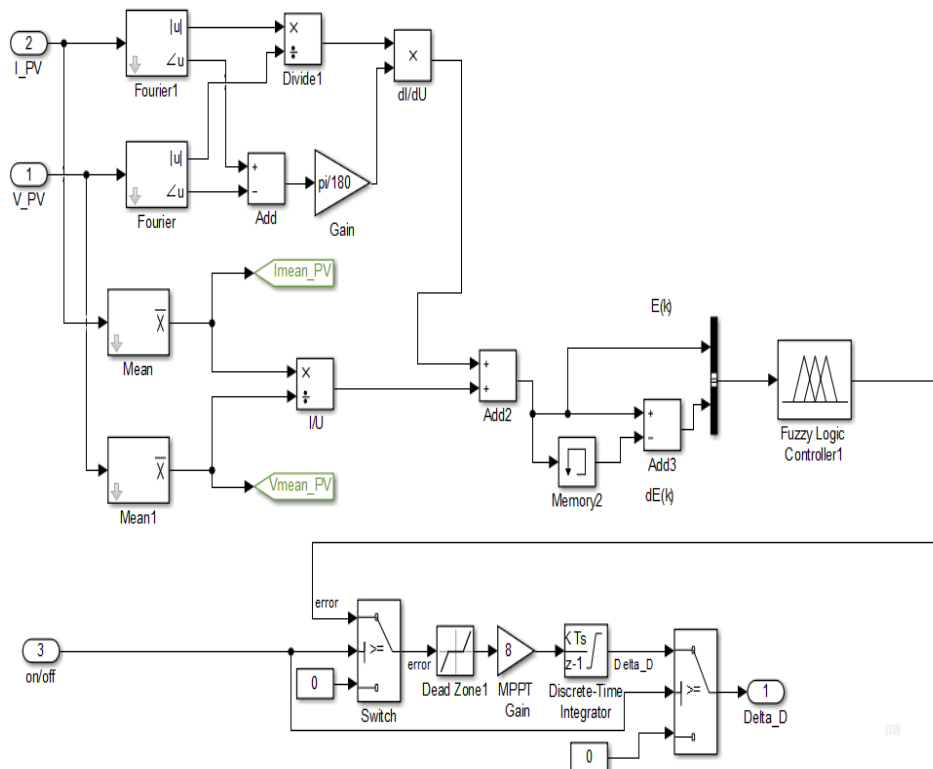 2
I_PV
|u|
∠u
Fourier1
×
÷
Divide1
×
dI/dU
1
V_PV
|u|
∠u
Fourier
+
−
Add
pi/180
Gain
Imean_PV
x
Mean
×
÷
I/U
x
Mean1
Vmean_PV
+
+
Add2
E(k)
Memory2
+
−
Add3
dE(k)
Fuzzy Logic
Controller1
3
on/off
error
>=
0
Switch
error
Dead Zone1
8
MPPT
Gain
K Ts
z-1
Discrete-Time
Integrator
Delta_D
>=
0
1
Delta_D